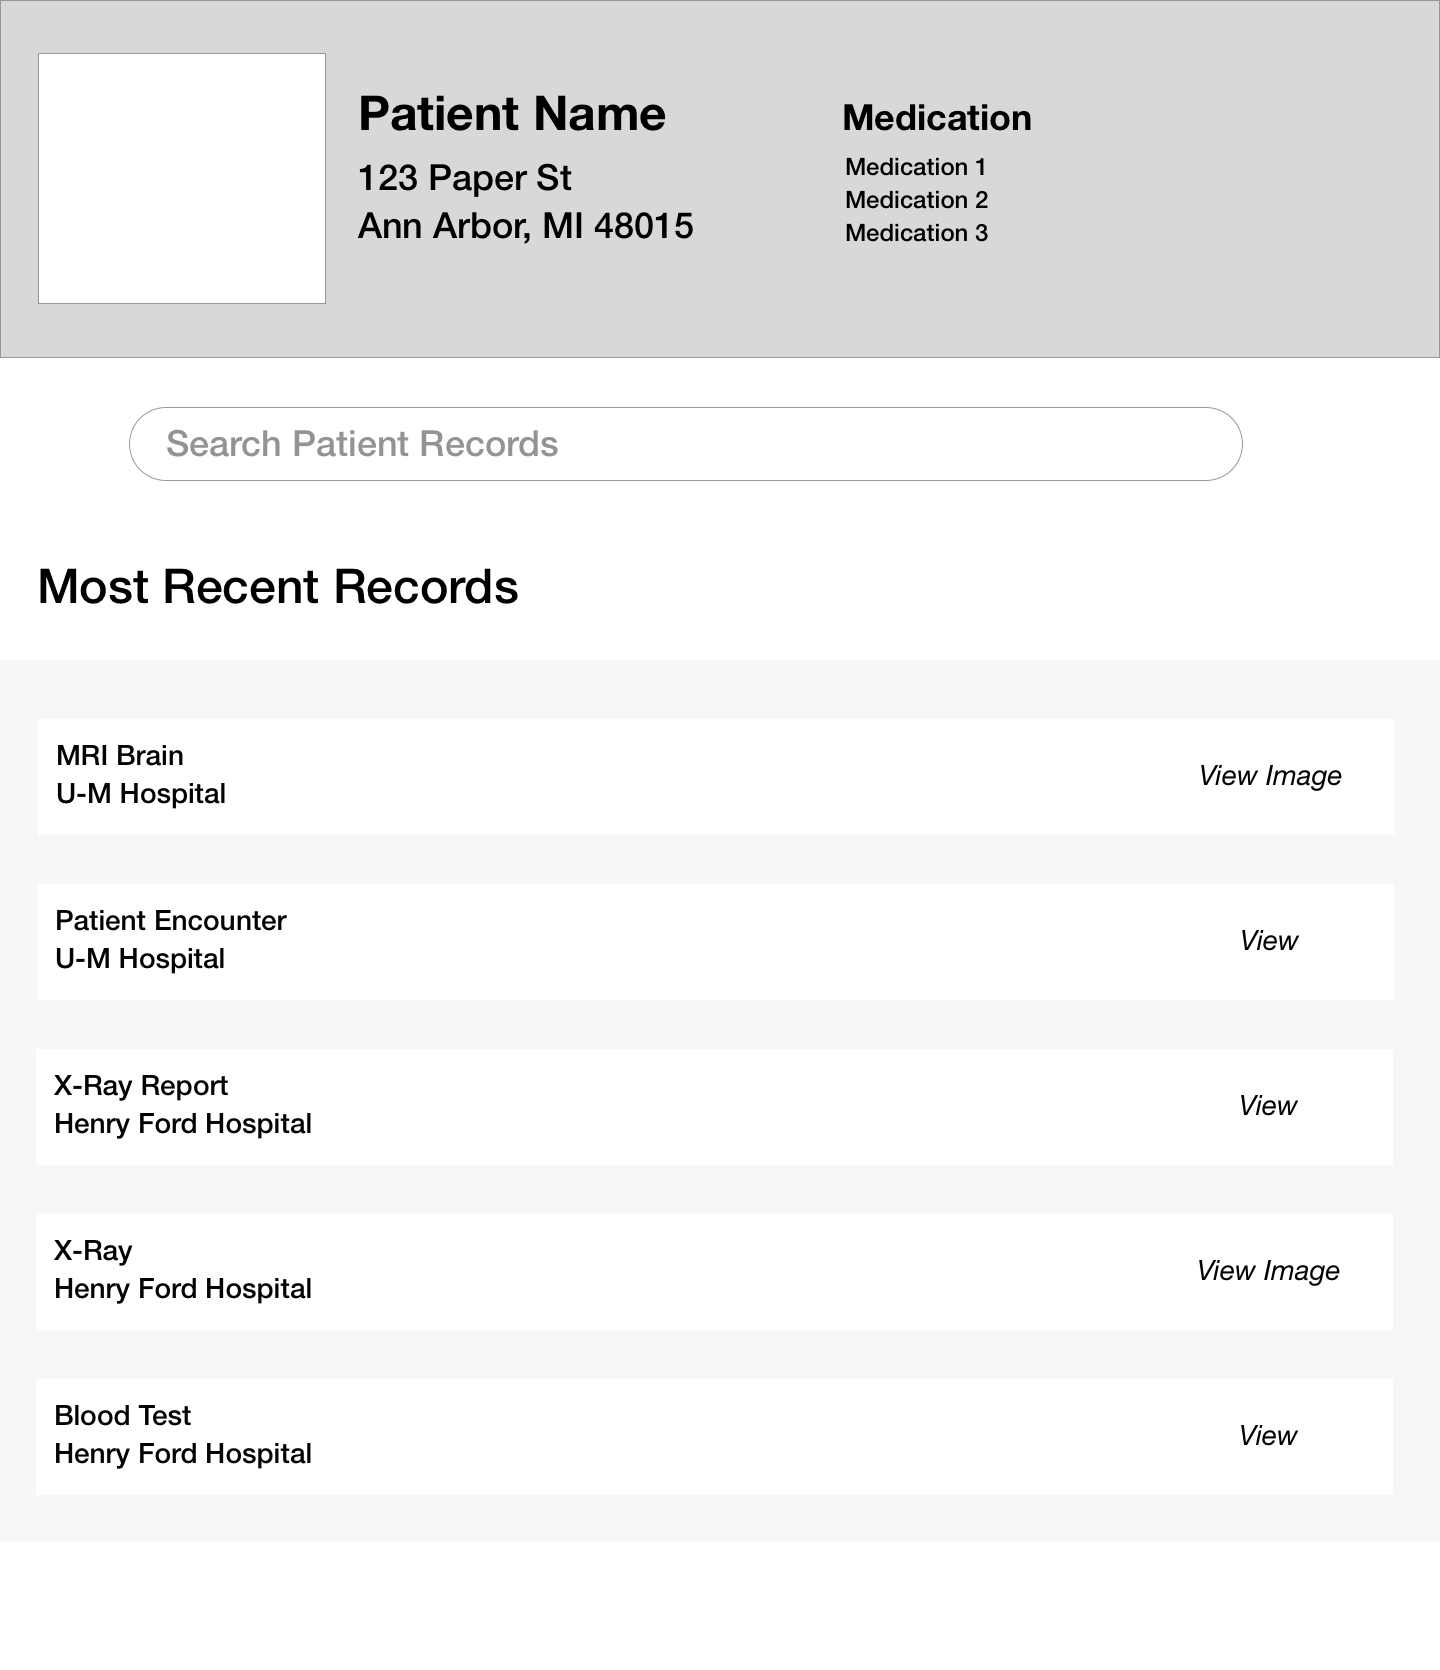 Patient Name
123 Paper St
Ann Arbor, MI 48015
Medication
Medication 1
Medication 2
Medication 3
Search Patient Records
Most Recent Records
MRI Brain
U-M Hospital
View Image
Patient Encounter
U-M Hospital
View
X-Ray Report
Henry Ford Hospital
View
X-Ray
Henry Ford Hospital
View Image
Blood Test
Henry Ford Hospital
View